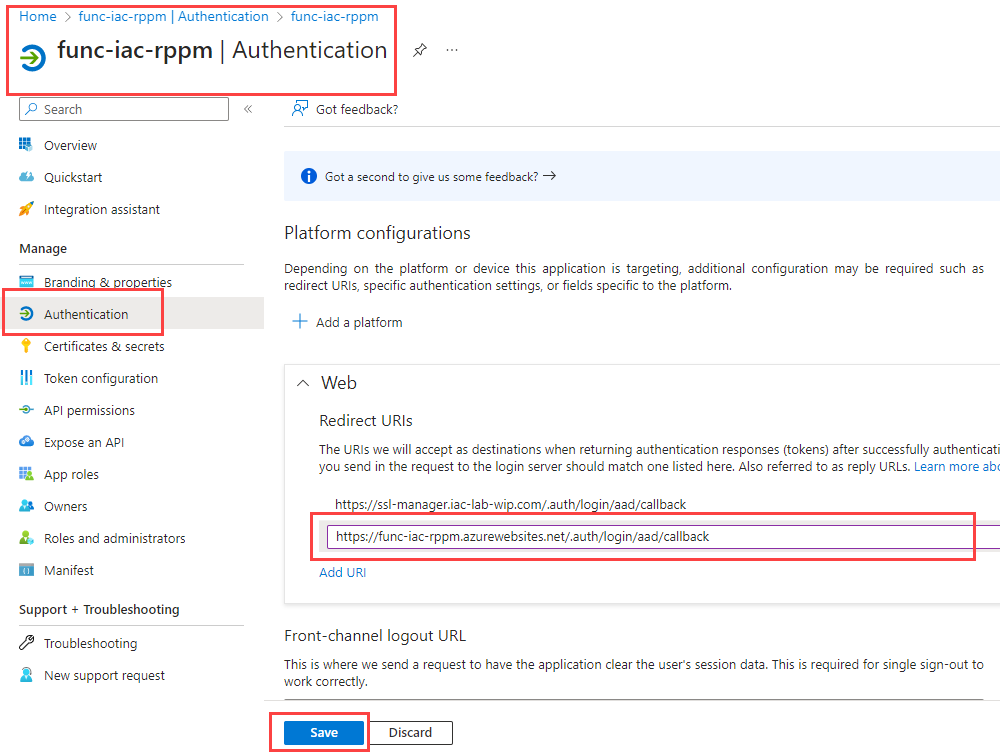 Home > func-iac-rppm | Authentication > func-iac-rppm
func-iac-rppm | Authentication
Search
Got feedback?
Overview
Quickstart
Integration assistant
Manage
Branding & properties
Authentication
Certificates & secrets
Token configuration
API permissions
Expose an API
App roles
Owners
Roles and administrators
Manifest
Support + Troubleshooting
Troubleshooting
New support request
Got a second to give us some feedback?
Platform configurations
Depending on the platform or device this application is targeting, additional configuration may be required such as
redirect URIs, specific authentication settings, or fields specific to the platform.
Add a platform
Web
Redirect URIs
The URIs we will accept as destinations when returning authentication responses (tokens) after successfully authenticati
you send in the request to the login server should match one listed here. Also referred to as reply URLs. Learn more abo
https://ssl-manager.iac-lab-wip.com/.auth/login/aad/callback
https://func-iac-rppm.azurewebsites.net/.auth/login/aad/callback
Add URI
Front-channel logout URL
This is where we send a request to have the application clear the user's session data. This is required for single sign-out to
work correctly.
Save
Discard